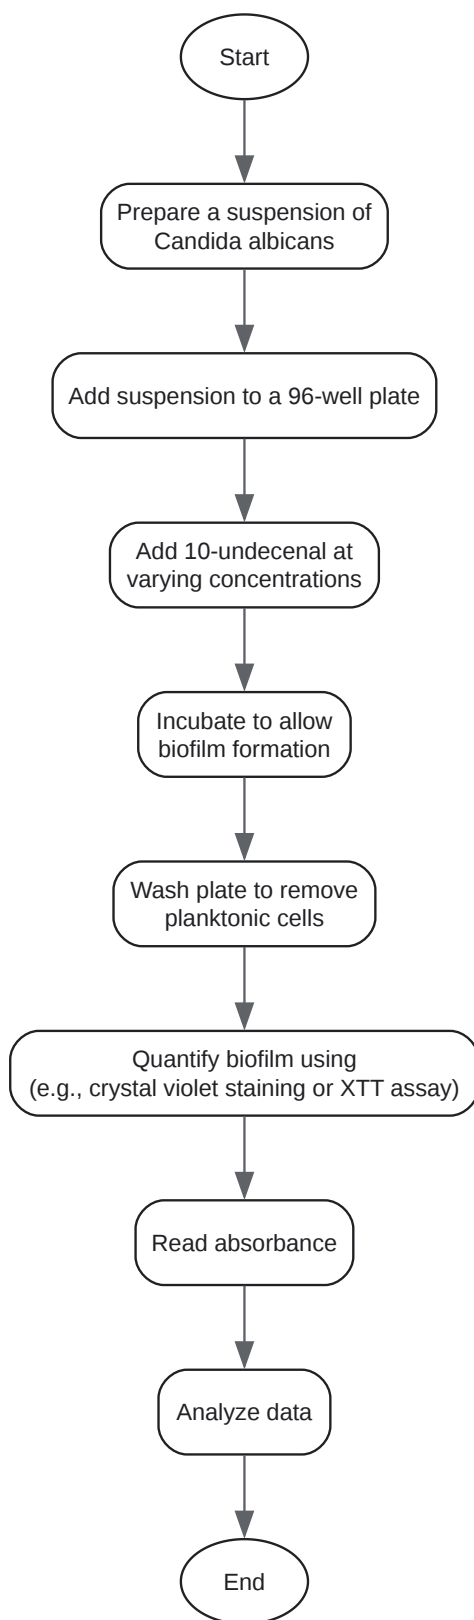 Start
Prepare a suspension of
Candida albicans
Add suspension to a 96-well plate
Add 10-undecenal at
varying concentrations
Incubate to allow
biofilm formation
Wash plate to remove
planktonic cells
Quantify biofilm using
(e.g., crystal violet staining or XTT assay)
Read absorbance
Analyze data
End